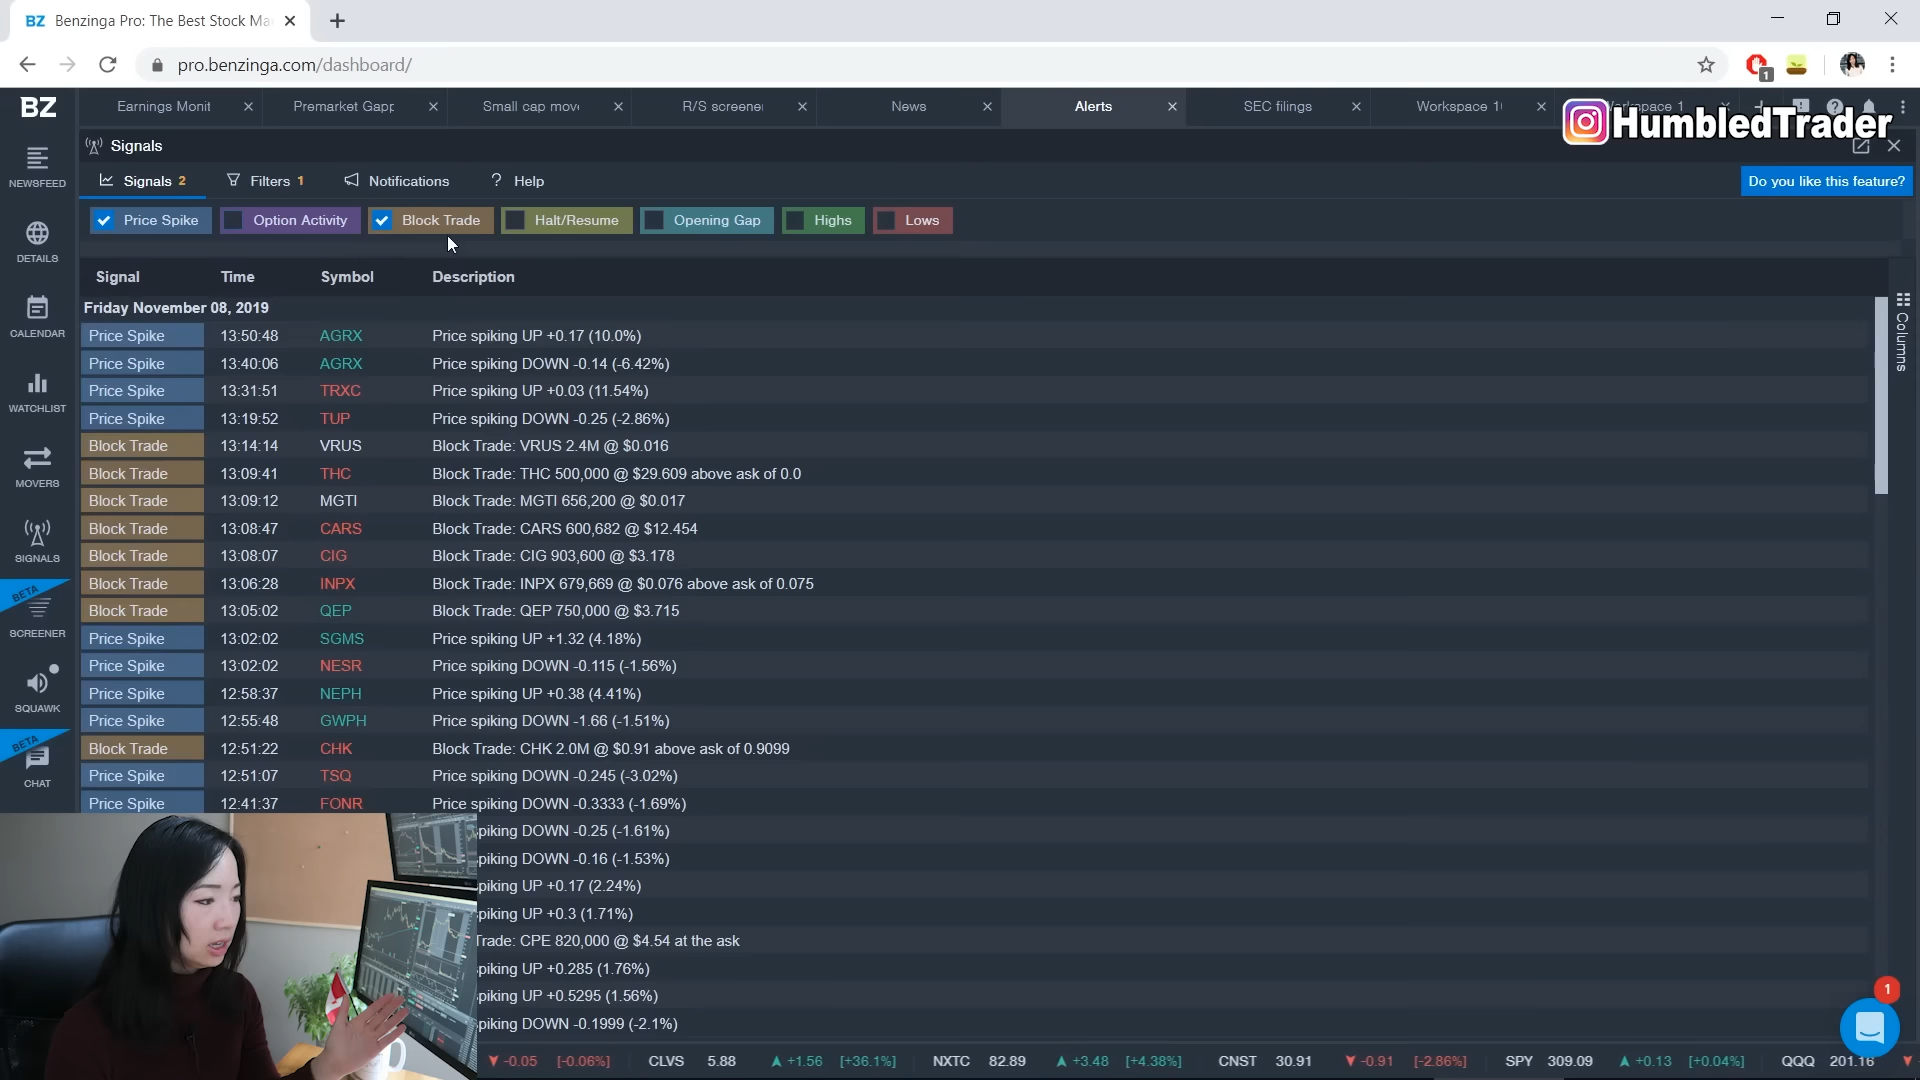 BZ Benzinga Pro: The Best Stock Ma
pro.benzinga.com/dashboard/
1
BZ
Earnings Monit
Premarket Gapp
Small cap move
R/S screener
News
Alerts
SEC filings
Workspace 1
HumbledTrader
Signals
Signals 2
Filters 1
Notifications
? Help
Do you like this feature?
Price Spike
Option Activity
Block Trade
Halt/Resume
Opening Gap
Highs
Lows
Signal Time Symbol Description
Friday November 08, 2019
Price Spike 13:50:48 AGRX Price spiking UP +0.17 (10.0%)
Price Spike 13:40:06 AGRX Price spiking DOWN -0.14 (-6.42%)
Price Spike 13:31:51 TRXC Price spiking UP +0.03 (11.54%)
Price Spike 13:19:52 TUP Price spiking DOWN -0.25 (-2.86%)
Block Trade 13:14:14 VRUS Block Trade: VRUS 2.4M @ $0.016
Block Trade 13:09:41 THC Block Trade: THC 500,000 @ $29.609 above ask of 0.0
Block Trade 13:09:12 MGTI Block Trade: MGTI 656,200 @ $0.017
Block Trade 13:08:47 CARS Block Trade: CARS 600,682 @ $12.454
Block Trade 13:08:07 CIG Block Trade: CIG 903,600 @ $3.178
Block Trade 13:06:28 INPX Block Trade: INPX 679,669 @ $0.076 above ask of 0.075
Block Trade 13:05:02 QEP Block Trade: QEP 750,000 @ $3.715
Price Spike 13:02:02 SGMS Price spiking UP +1.32 (4.18%)
Price Spike 13:02:02 NESR Price spiking DOWN -0.115 (-1.56%)
Price Spike 12:58:37 NEPH Price spiking UP +0.38 (4.41%)
Price Spike 12:55:48 GWPH Price spiking DOWN -1.66 (-1.51%)
Block Trade 12:51:22 CHK Block Trade: CHK 2.0M @ $0.91 above ask of 0.9099
Price Spike 12:51:07 TSQ Price spiking DOWN -0.245 (-3.02%)
Price Spike 12:41:37 FONR Price spiking DOWN -0.3333 (-1.69%)
piking DOWN -0.25 (-1.61%)
piking DOWN -0.16 (-1.53%)
piking UP +0.17 (2.24%)
piking UP +0.3 (1.71%)
Trade: CPE 820,000 @ $4.54 at the ask
piking UP +0.285 (1.76%)
piking UP +0.5295 (1.56%)
piking DOWN -0.1999 (-2.1%)
Columns
NEWSFEED
DETAILS
CALENDAR
WATCHLIST
MOVERS
SIGNALS
BETA
SCREENER
SQUAWK
BETA
CHAT
1
-0.05 [-0.06%] CLVS 5.88 +1.56 [+36.1%] NXTC 82.89 +3.48 [+4.38%] CNST 30.91 -0.91 [-2.86%] SPY 309.09 +0.13 [+0.04%] QQQ 201.16